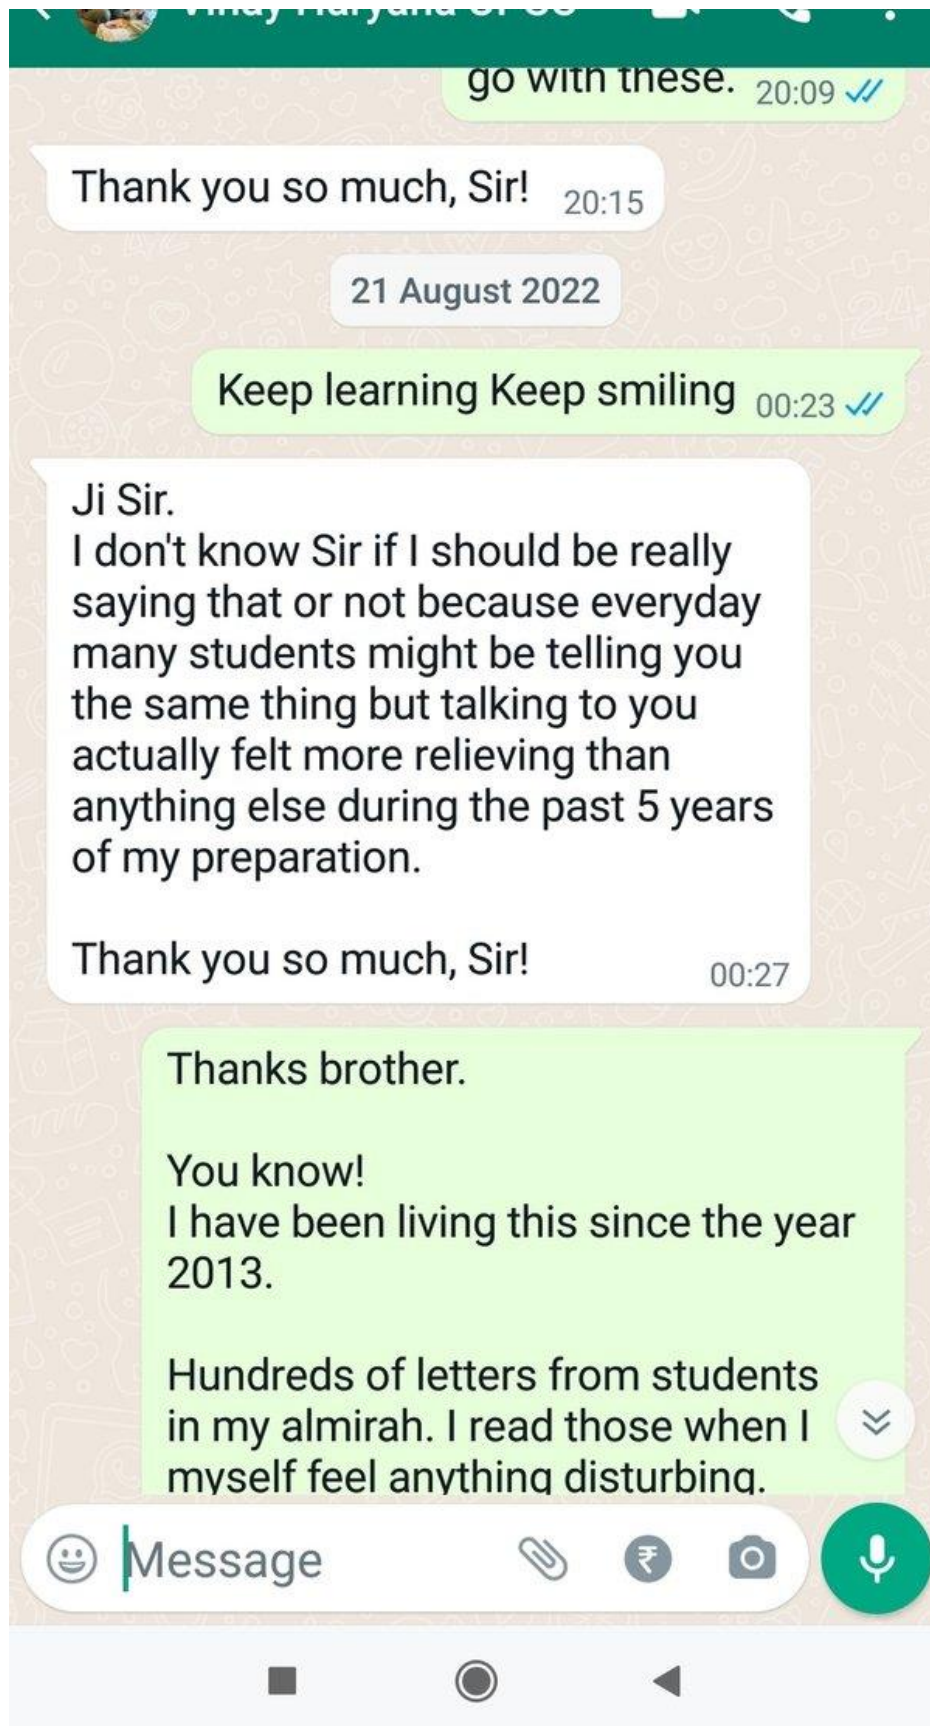 go with these. 20:09
Thank you so much, Sir! 20:15
21 August 2022
Keep learning Keep smiling 00:23
Ji Sir.
I don't know Sir if I should be really
saying that or not because everyday
many students might be telling you
the same thing but talking to you
actually felt more relieving than
anything else during the past 5 years
of my preparation.
Thank you so much, Sir! 00:27
Thanks brother.
You know!
I have been living this since the year
2013.
Hundreds of letters from students
in my almirah. I read those when I
myself feel anything disturbing.
Message